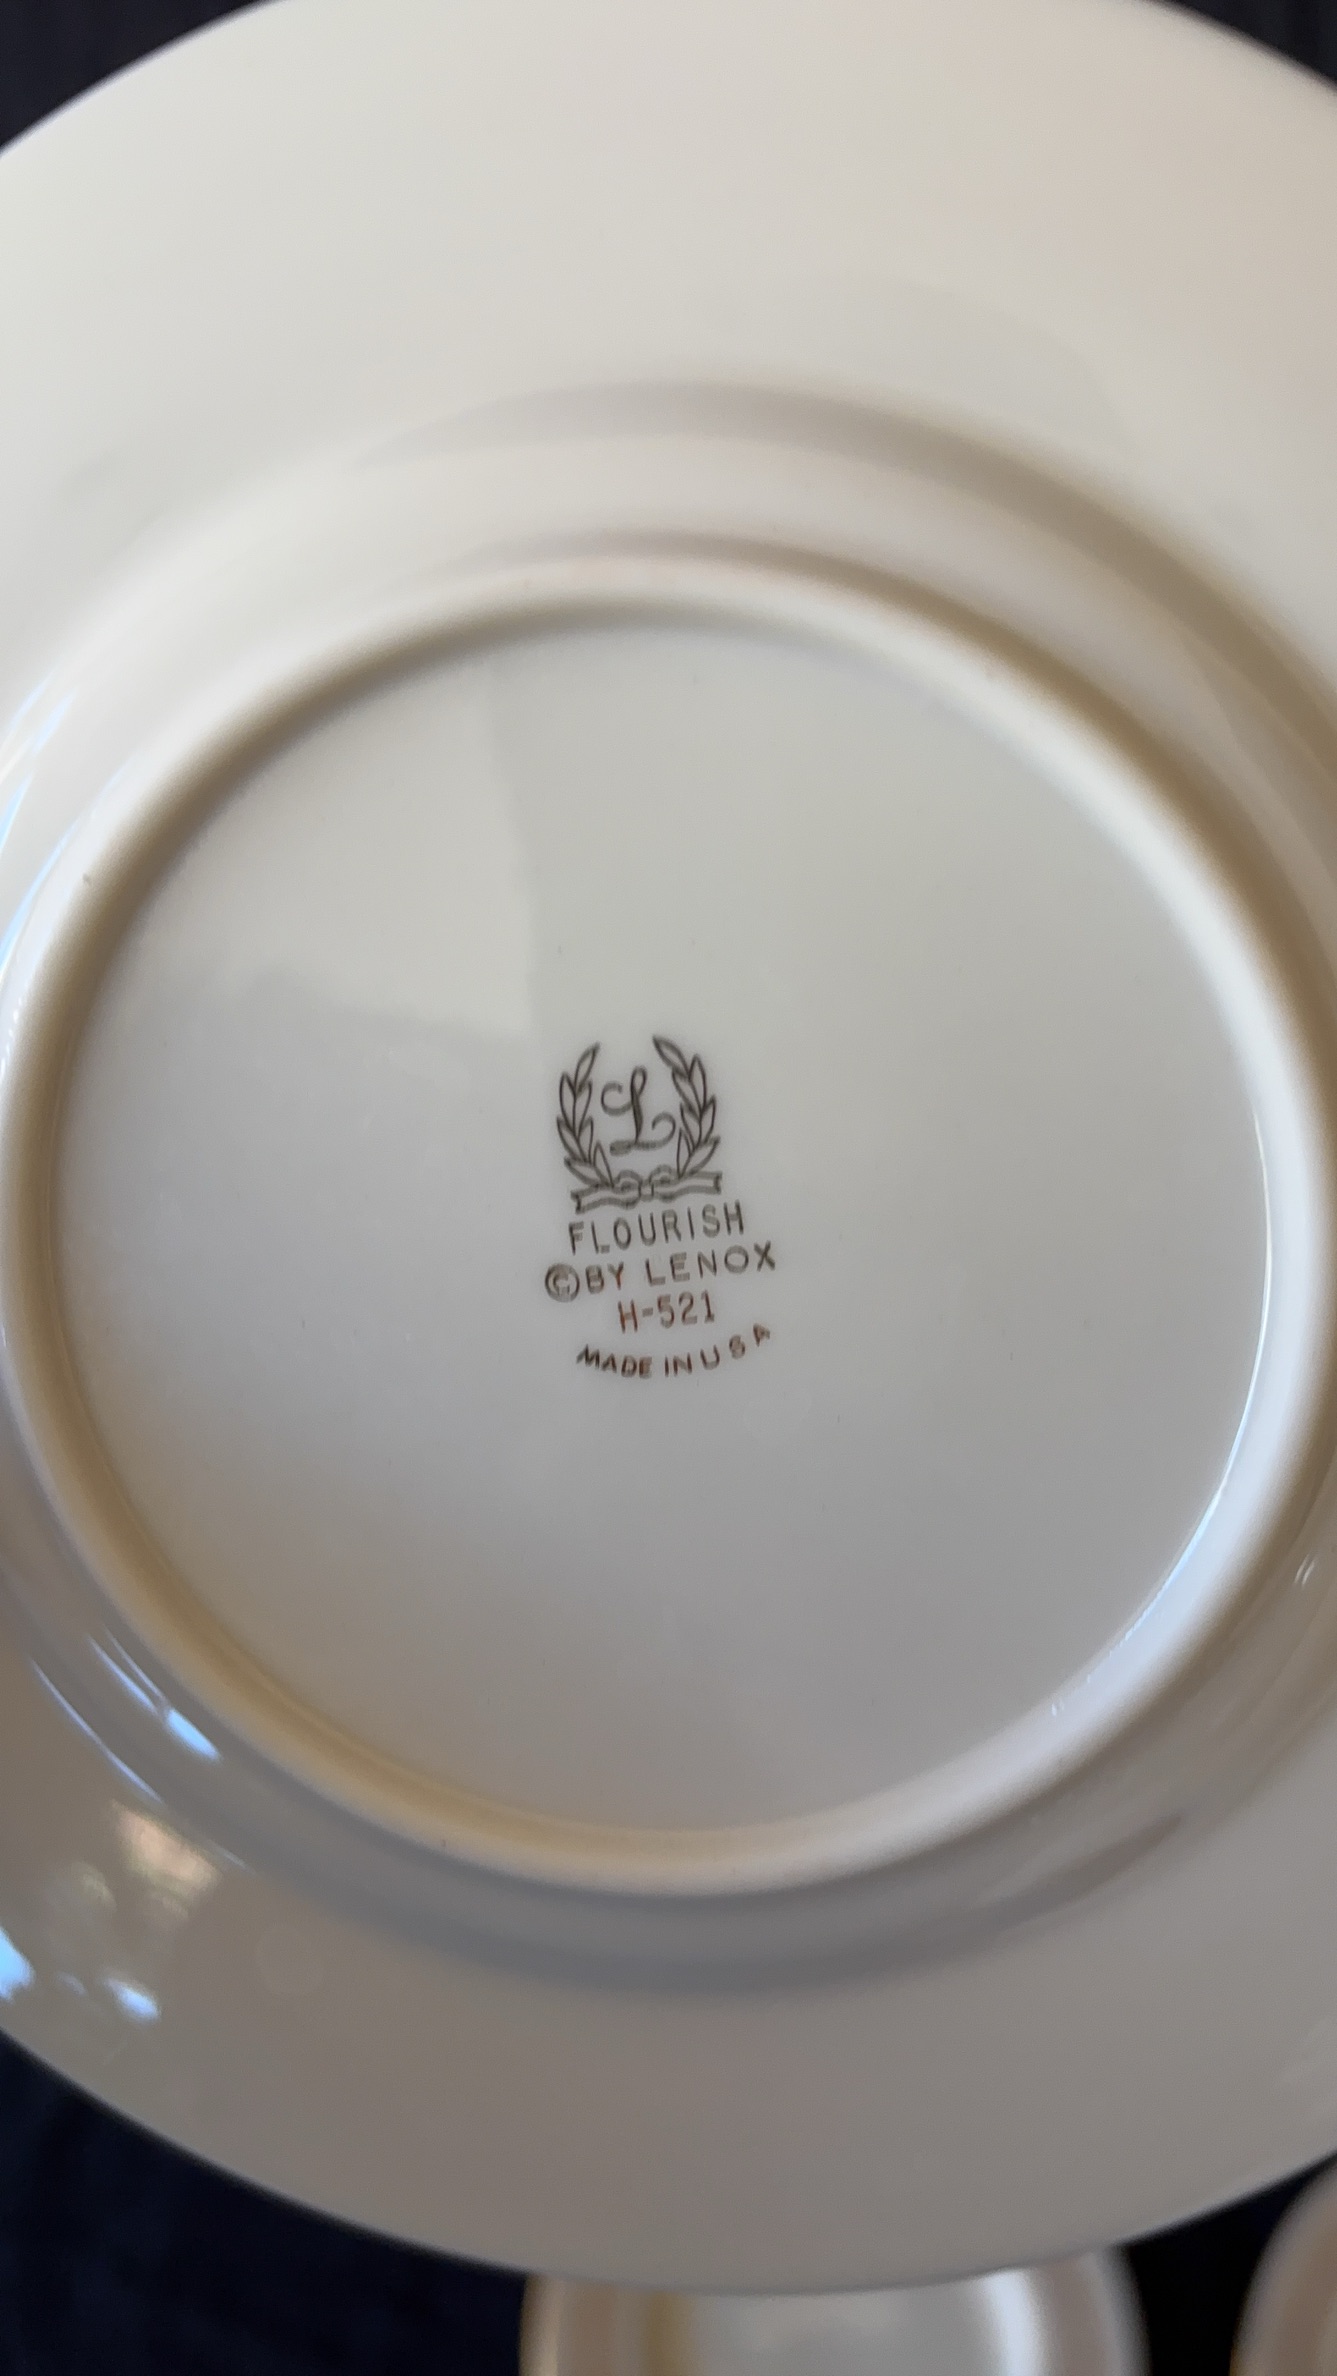 L
FLOURISH
©BY LENOX
H-521
MADE IN U S A